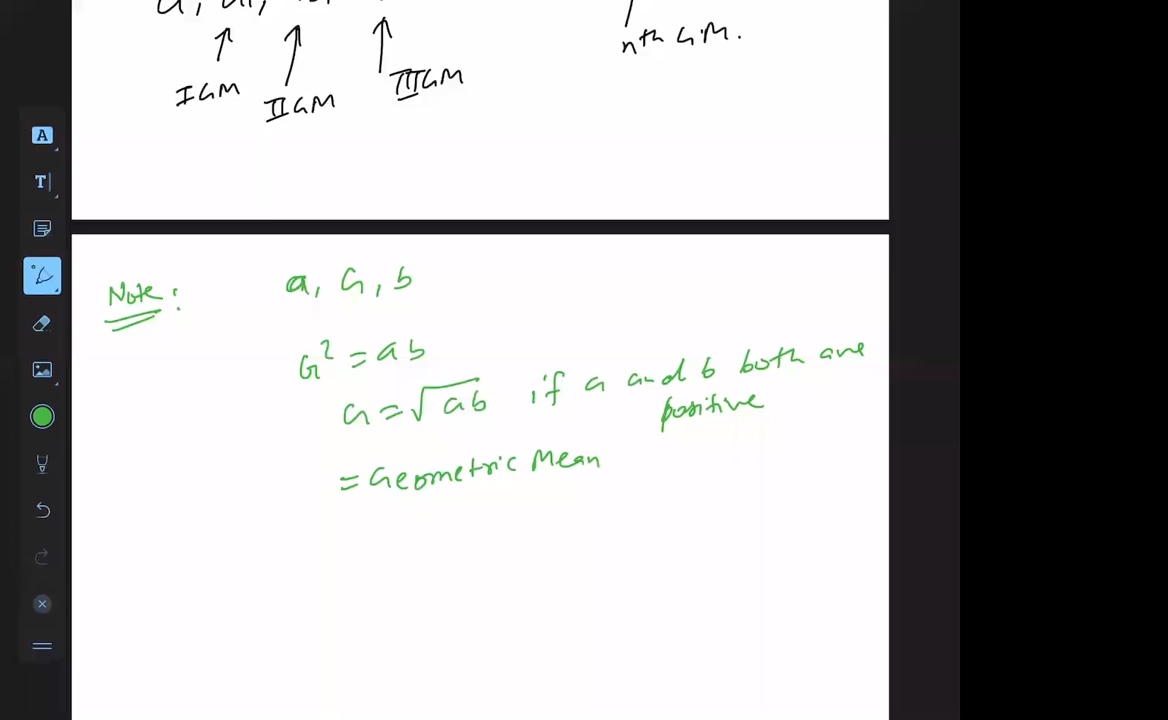 nth G.M.
I GM
II GM
III GM
Note:
a, G, b
G² = ab
G = √ab if a and b both are
positive
= Geometric Mean